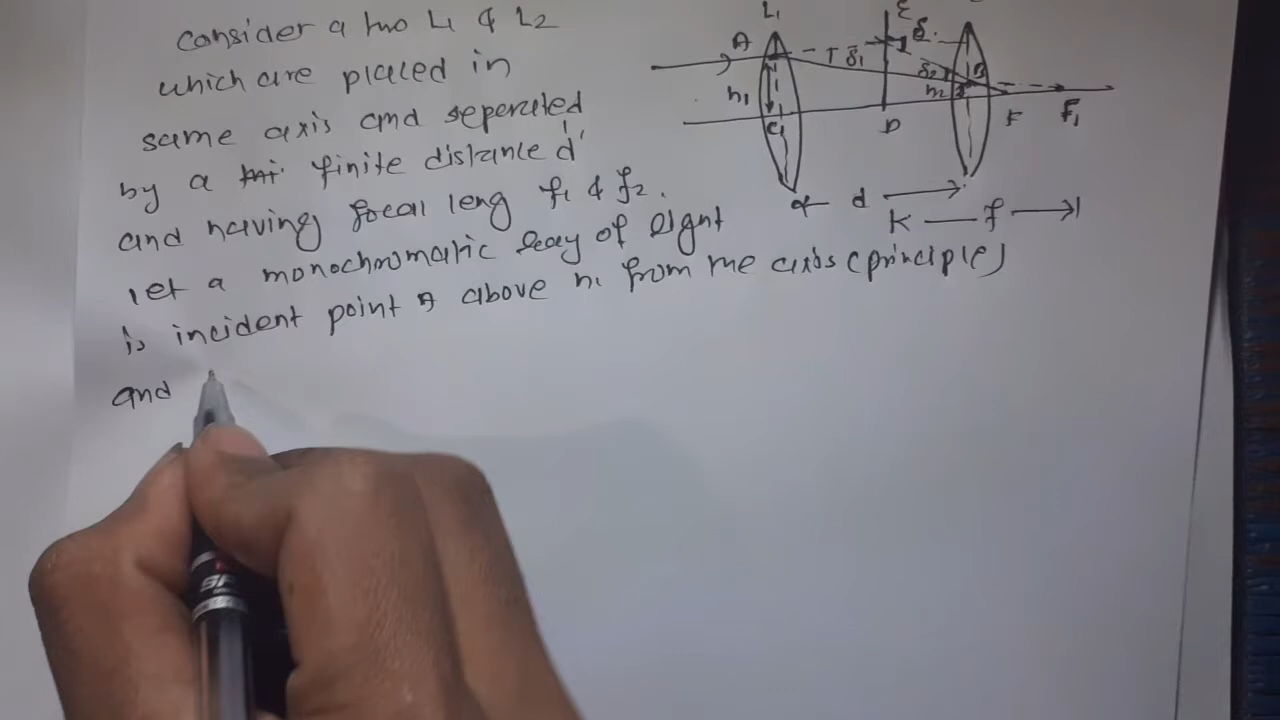 consider a two L1 & L2
which are placed in
same axis and seperated
by a finite distance 'd'
and having focal leng f1 & f2.
let a monochromatic ray of light
is incident point A above h1 from the axis (principle)
and
L1
E
δ
A
δ1
δ2
B
h1
h2
C1
D
F
F1
d
f
SP